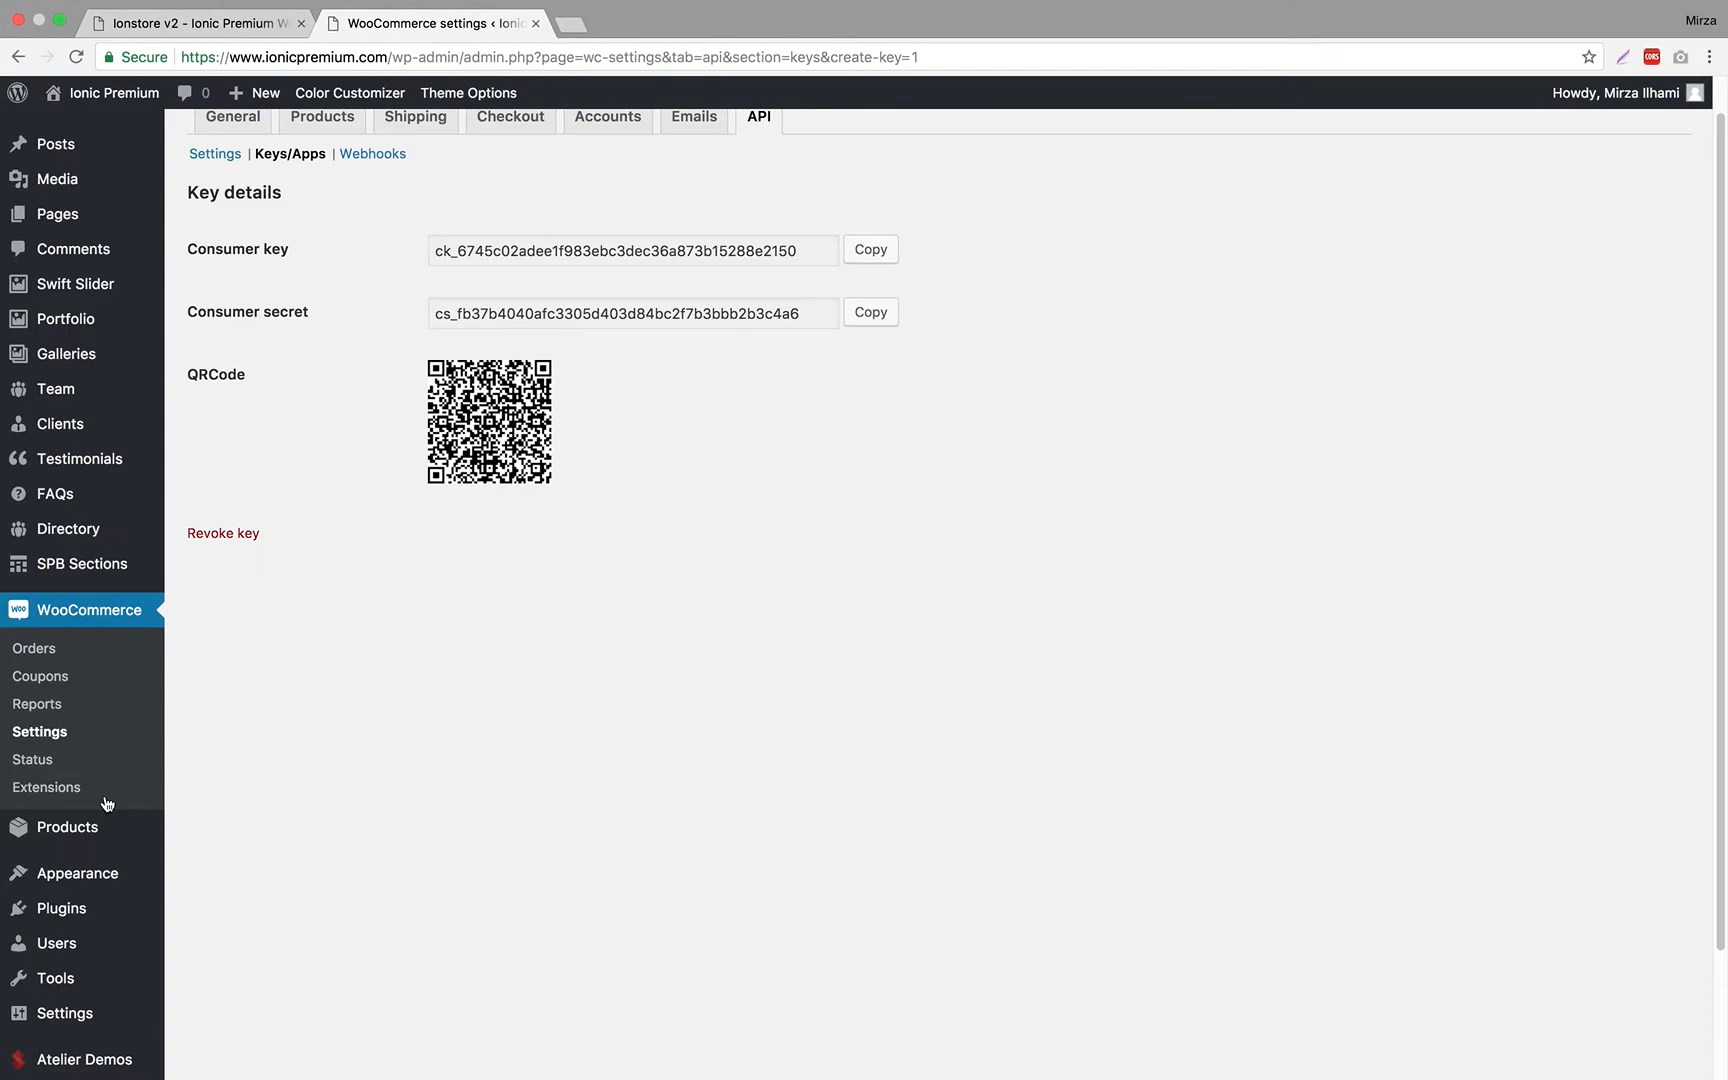 Ionstore v2 - Ionic Premium W
WooCommerce settings ‹ Ionic
Mirza
Secure
https://www.ionicpremium.com/wp-admin/admin.php?page=wc-settings&tab=api&section=keys&create-key=1
CORS
Ionic Premium
0
New
Color Customizer
Theme Options
Howdy, Mirza Ilhami
General
Products
Shipping
Checkout
Accounts
Emails
API
Settings | Keys/Apps | Webhooks
Key details
Consumer key
ck_6745c02adee1f983ebc3dec36a873b15288e2150
Copy
Consumer secret
cs_fb37b4040afc3305d403d84bc2f7b3bbb2b3c4a6
Copy
QRCode
Revoke key
Posts
Media
Pages
Comments
Swift Slider
Portfolio
Galleries
Team
Clients
Testimonials
FAQs
Directory
SPB Sections
Woo
WooCommerce
Orders
Coupons
Reports
Settings
Status
Extensions
Products
Appearance
Plugins
Users
Tools
Settings
Atelier Demos